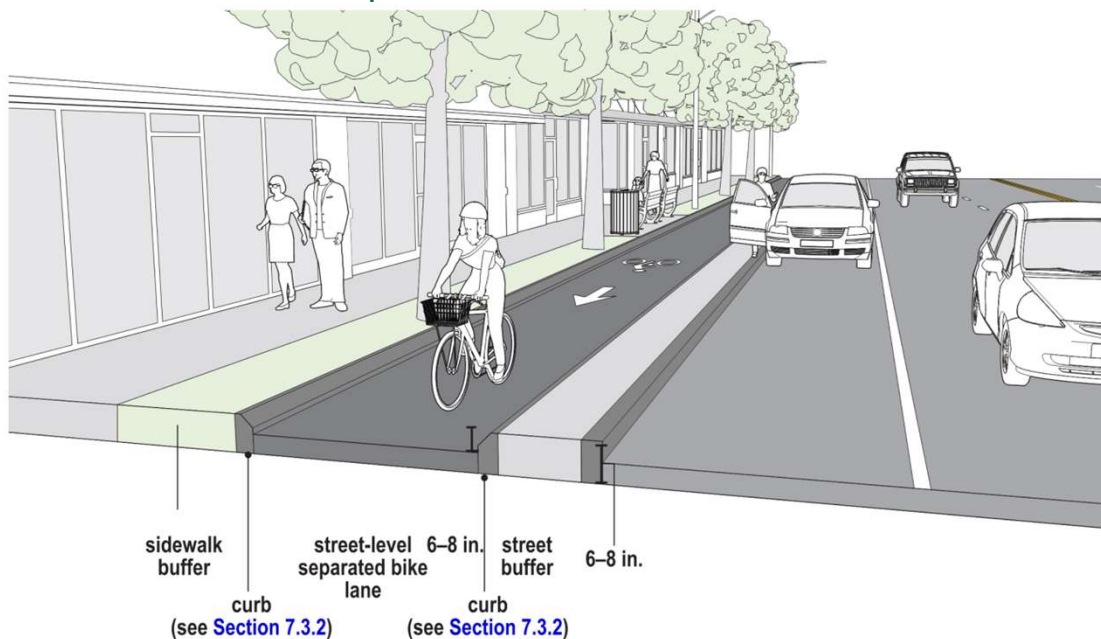 sidewalk
buffer
street-level
separated bike
lane
6–8 in.
street
buffer
6–8 in.
curb
(see Section 7.3.2)
curb
(see Section 7.3.2)